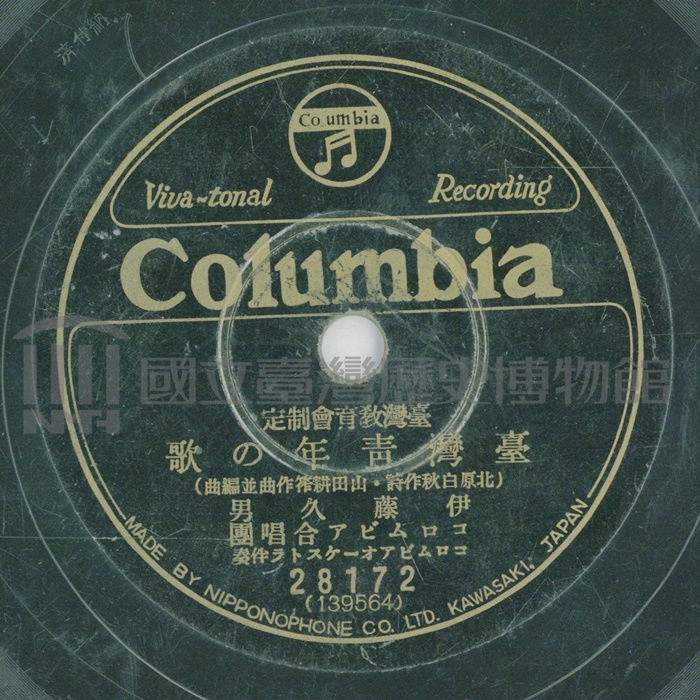 Columbia
Viva-tonal Recording
Columbia
國立臺灣歷史博物館
臺灣教育會制定
臺灣靑年の歌
(北原白秋作詩・山田耕筰作曲並編曲)
伊藤久男
コロムビア合唱團
コロムビアオーケストラ伴奏
28172
(139564)
MADE BY NIPPONOPHONE CO., LTD. KAWASAKI, JAPAN